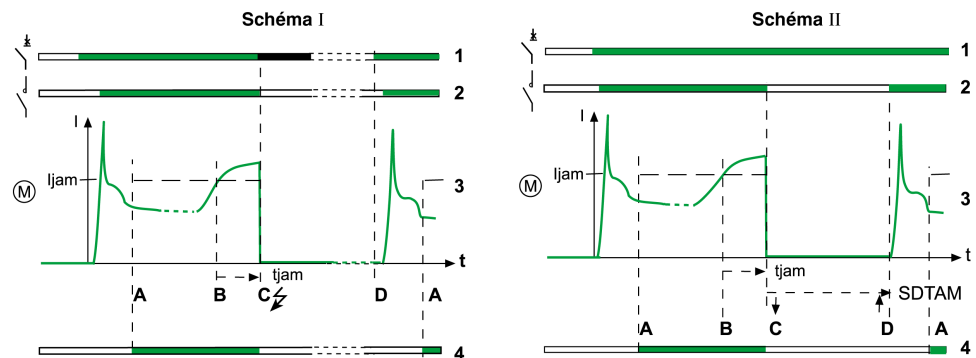 Schéma I
1
2
I
Ijam
M
3
t
tjam
A B C D A
4
Schéma II
1
2
I
Ijam
M
3
t
tjam
SDTAM
A B C D A
4